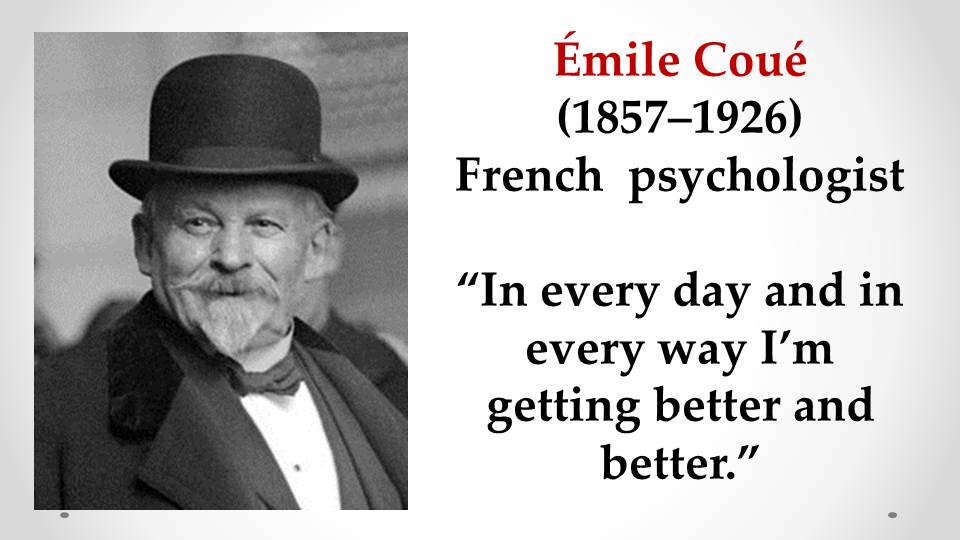 Émile Coué
(1857–1926)
French  psychologist
“In every day and in
every way I’m
getting better and
better.”